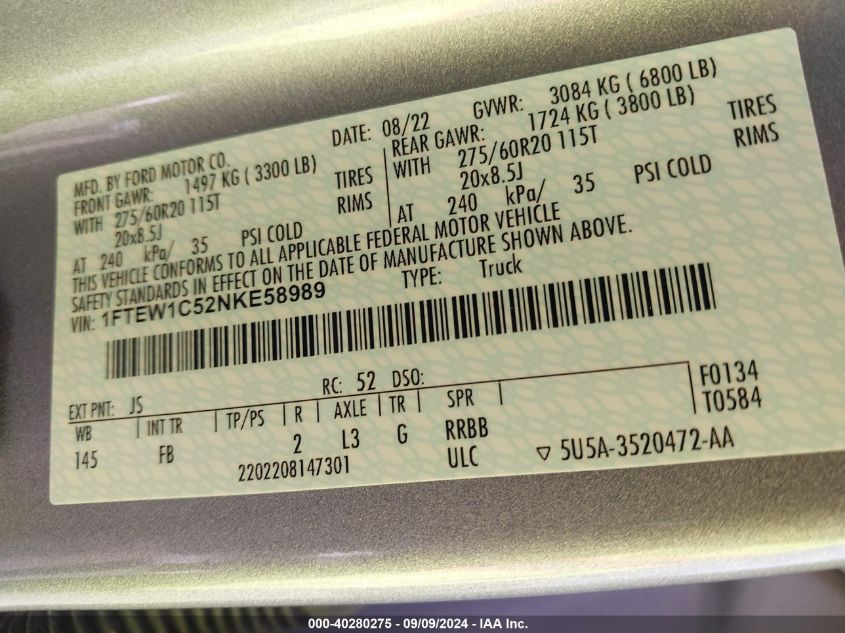 MFD. BY FORD MOTOR CO.
DATE: 08/22
GVWR: 3084 KG ( 6800 LB)
FRONT GAWR: 1497 KG ( 3300 LB)
REAR GAWR: 1724 KG ( 3800 LB)
WITH 275/60R20 115T TIRES
WITH 275/60R20 115T TIRES
20x8.5J RIMS
20x8.5J RIMS
AT 240 kPa/ 35 PSI COLD
AT 240 kPa/ 35 PSI COLD
THIS VEHICLE CONFORMS TO ALL APPLICABLE FEDERAL MOTOR VEHICLE
SAFETY STANDARDS IN EFFECT ON THE DATE OF MANUFACTURE SHOWN ABOVE.
VIN: 1FTEW1C52NKE58989
TYPE: Truck
EXT PNT: JS RC: 52 DSO:
WB INT TR TP/PS R AXLE TR SPR
145 FB 2 L3 G RRBB
F0134
T0584
2202208147301 ULC 5U5A-3520472-AA
000-40280275 - 09/09/2024 - IAA Inc.